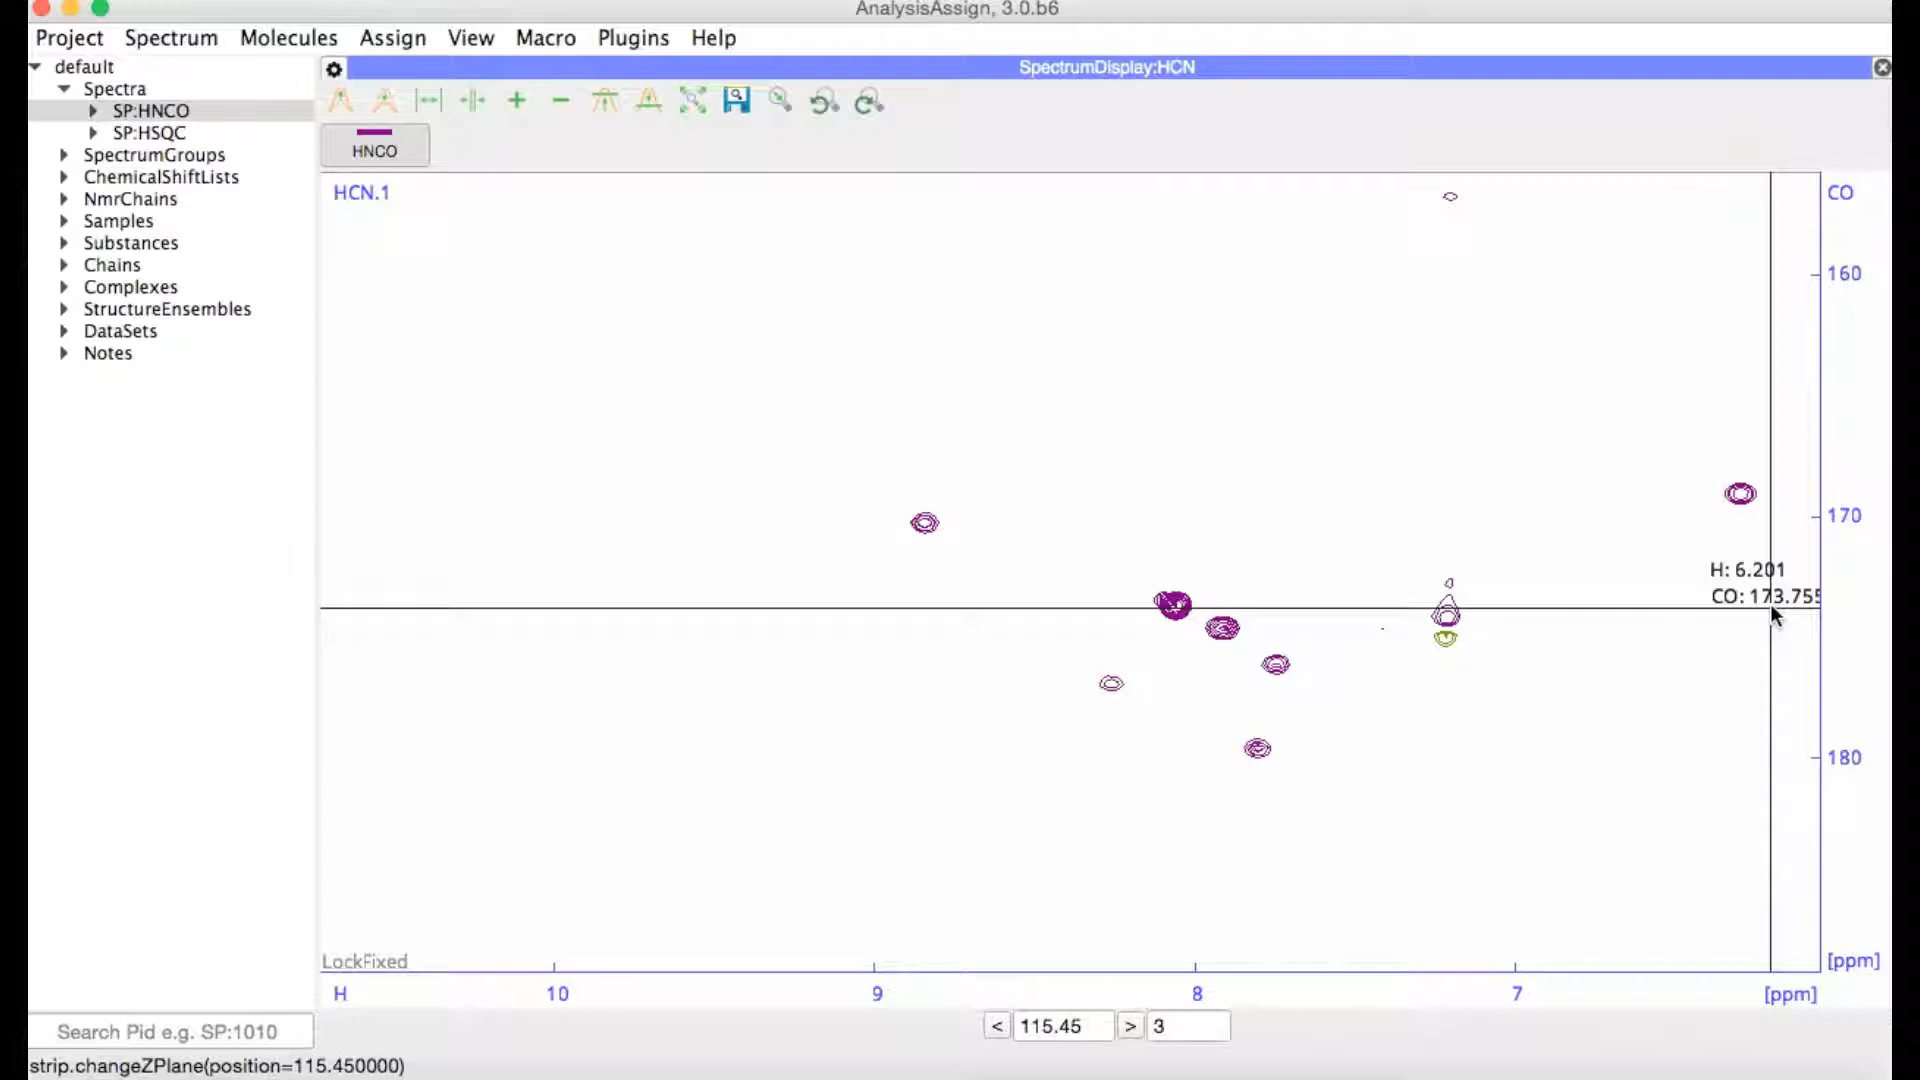 AnalysisAssign, 3.0.b6
Project Spectrum Molecules Assign View Macro Plugins Help
default
Spectra
SP:HNCO
SP:HSQC
SpectrumGroups
ChemicalShiftLists
NmrChains
Samples
Substances
Chains
Complexes
StructureEnsembles
DataSets
Notes
SpectrumDisplay:HCN
HNCO
HCN.1
CO
160
170
H: 6.201
CO: 173.755
180
LockFixed
[ppm]
H 10 9 8 7 [ppm]
< 115.45 > 3
Search Pid e.g. SP:1010
strip.changeZPlane(position=115.450000)